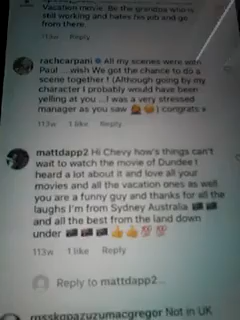 Vacation movie. Be the grandpa who is
still working and hates his job and go
from there.
113w 1 like Reply
rachcarpani All my scenes were with
Paul ....wish We got the chance to do a
scene together ! (Although going by my
character I probably would have been
yelling at you ...I was a very stressed
manager as you saw 🤦 😂) congrats x
113w 1 like Reply
mattdapp2 Hi Chevy how's things can't
wait to watch the movie of Dundee I
heard a lot about it and love all your
movies and all the vacation ones as well
you are a funny guy and thanks for all the
laughs I'm from Sydney Australia 🇦🇺 🇦🇺
and all the best from the land down
under 🇦🇺 🇦🇺 🇦🇺 👍👍💯💯
113w 1 like Reply
Reply to mattdapp2...
Not in UK